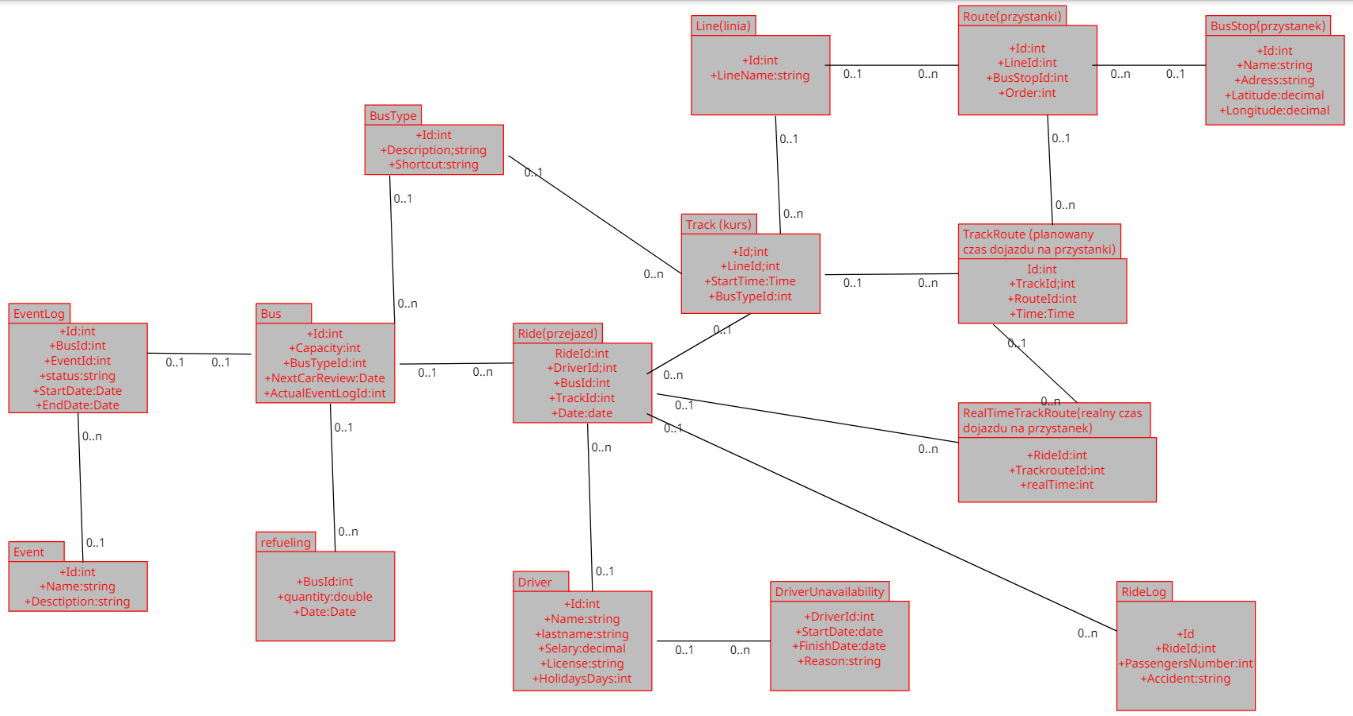 Line(linia)
+Id:int
+LineName:string
0..1
0..n
Route(przystanki)
+Id:int
+LineId:int
+BusStopId:int
+Order:int
0..n
0..1
BusStop(przystanek)
+Id:int
+Name:string
+Adress:string
+Latitude:decimal
+Longitude:decimal
BusType
+Id:int
+Description;string
+Shortcut:string
0..1
0..n
0..1
0..n
0..1
0..n
0..1
0..n
Track (kurs)
+Id;int
+LineId;int
+StartTime:Time
+BusTypeId:int
0..1
0..n
TrackRoute (planowany
czas dojazdu na przystanki)
Id:int
+TrackId;int
+RouteId:int
+Time:Time
EventLog
+Id:int
+BusId:int
+EventId:int
+status:string
+StartDate:Date
+EndDate:Date
0..1
0..1
Bus
+Id:int
+Capacity:int
+BusTypeId:int
+NextCarReview:Date
+ActualEventLogId:int
0..1
0..n
Ride(przejazd)
RideId:int
+DriverId;int
+BusId:int
+TrackId:int
+Date:date
0..1
0..n
0..1
0..n
0..1
0..n
RealTimeTrackRoute(realny czas
dojazdu na przystanek)
+RideId:int
+TrackrouteId:int
+realTime:int
0..1
0..n
0..n
0..1
Event
+Id:int
+Name:string
+Desctiption:string
0..1
0..n
refueling
+BusId:int
+quantity:double
+Date:Date
0..n
0..1
Driver
+Id:int
+Name:string
+lastname:string
+Selary:decimal
+License:string
+HolidaysDays:int
0..1
0..n
DriverUnavailability
+DriverId:int
+StartDate:date
+FinishDate:date
+Reason:string
RideLog
+Id
+RideId;int
+PassengersNumber:int
+Accident:string